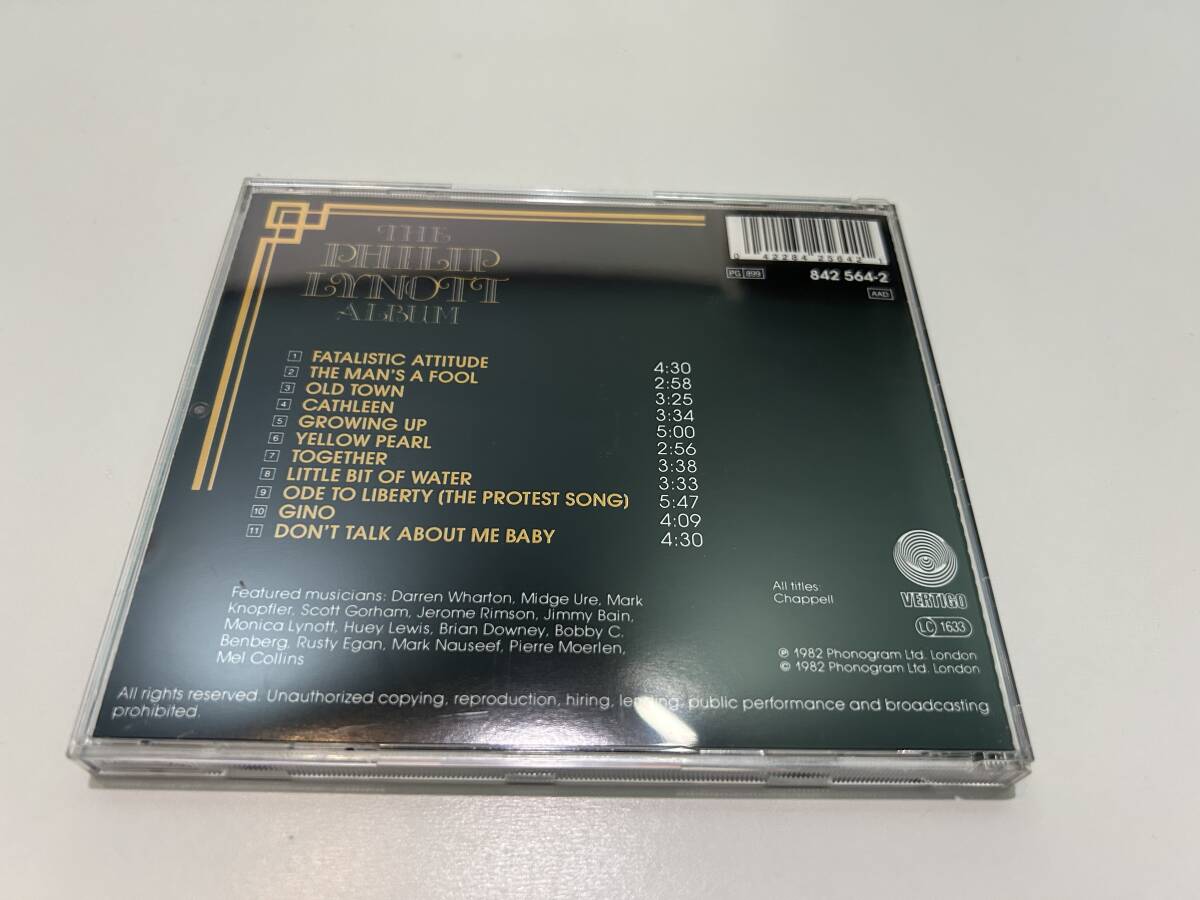 THE
PHILIP
LYNOTT
ALBUM
0 42284 25642 1
PG 899
842 564-2
AAD
1 FATALISTIC ATTITUDE 4:30
2 THE MAN'S A FOOL 2:58
3 OLD TOWN 3:25
4 CATHLEEN 3:34
5 GROWING UP 5:00
6 YELLOW PEARL 2:56
7 TOGETHER 3:38
8 LITTLE BIT OF WATER 3:33
9 ODE TO LIBERTY (THE PROTEST SONG) 5:47
10 GINO 4:09
11 DON'T TALK ABOUT ME BABY 4:30
Featured musicians: Darren Wharton, Midge Ure, Mark
Knopfler, Scott Gorham, Jerome Rimson, Jimmy Bain,
Monica Lynott, Huey Lewis, Brian Downey, Bobby C.
Benberg, Rusty Egan, Mark Nauseef, Pierre Moerlen,
Mel Collins
All titles:
Chappell
VERTIGO
LC 1633
℗ 1982 Phonogram Ltd. London
© 1982 Phonogram Ltd. London
All rights reserved. Unauthorized copying, reproduction, hiring, lending, public performance and broadcasting
prohibited.